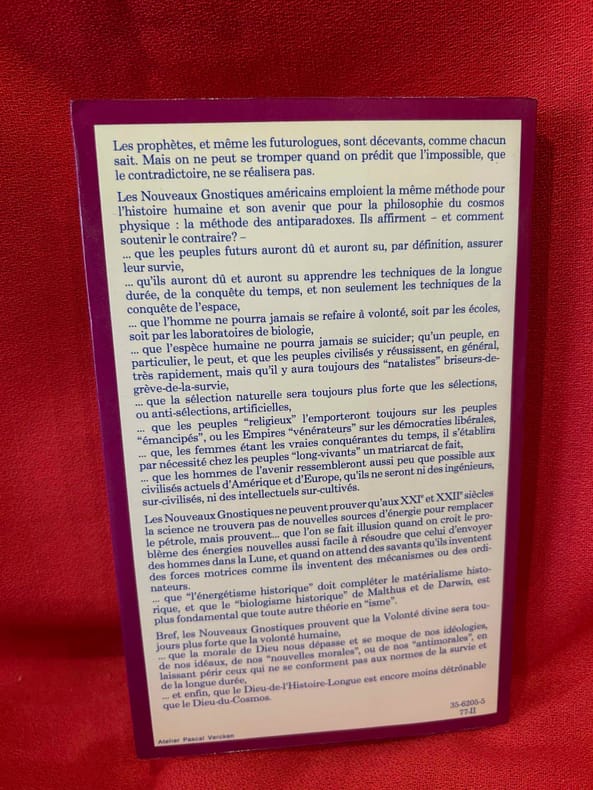 Les prophètes, et même les futurologues, sont décevants, comme chacun
sait. Mais on ne peut se tromper quand on prédit que l'impossible, que
le contradictoire, ne se réalisera pas.
Les Nouveaux Gnostiques américains emploient la même méthode pour
l'histoire humaine et son avenir que pour la philosophie du cosmos
physique : la méthode des antiparadoxes. Ils affirment – et comment
soutenir le contraire? –
... que les peuples futurs auront dû et auront su, par définition, assurer
leur survie,
... qu'ils auront dû et auront su apprendre les techniques de la longue
durée, de la conquête du temps, et non seulement les techniques de la
conquête de l'espace,
... que l'homme ne pourra jamais se refaire à volonté, soit par les écoles,
soit par les laboratoires de biologie,
... que l'espèce humaine ne pourra jamais se suicider; qu'un peuple, en
particulier, le peut, et que les peuples civilisés y réussissent, en général,
très rapidement, mais qu'il y aura toujours des "natalistes" briseurs-de-
grève-de-la-survie,
... que la sélection naturelle sera toujours plus forte que les sélections,
ou anti-sélections, artificielles,
... que les peuples "religieux" l'emporteront toujours sur les peuples
"émancipés", ou les Empires "vénérateurs" sur les démocraties libérales,
... que, les femmes étant les vraies conquérantes du temps, il s'établira
par nécessité chez les peuples "long-vivants" un matriarcat de fait,
... que les hommes de l'avenir ressembleront aussi peu que possible aux
civilisés actuels d'Amérique et d'Europe, qu'ils ne seront ni des ingénieurs,
sur-civilisés, ni des intellectuels sur-cultivés.
Les Nouveaux Gnostiques ne peuvent prouver qu'aux XXIe et XXIIe siècles
la science ne trouvera pas de nouvelles sources d'énergie pour remplacer
le pétrole, mais prouvent... que l'on se fait illusion quand on croit le pro-
blème des énergies nouvelles aussi facile à résoudre que celui d'envoyer
des hommes dans la Lune, et quand on attend des savants qu'ils inventent
des forces motrices comme ils inventent des mécanismes ou des ordi-
nateurs.
... que "l'énergétisme historique" doit compléter le matérialisme histo-
rique, et que le "biologisme historique" de Malthus et de Darwin, est
plus fondamental que toute autre théorie en "isme".
Bref, les Nouveaux Gnostiques prouvent que la Volonté divine sera tou-
jours plus forte que la volonté humaine,
... que la morale de Dieu nous dépasse et se moque de nos idéologies,
de nos idéaux, de nos "nouvelles morales", ou de nos "antimorales", en
laissant périr ceux qui ne se conforment pas aux normes de la survie et
de la longue durée,
... et enfin, que le Dieu-de-l'Histoire-Longue est encore moins détrônable
que le Dieu-du-Cosmos.
35-6205-5
77-II
Atelier Pascal Vercken